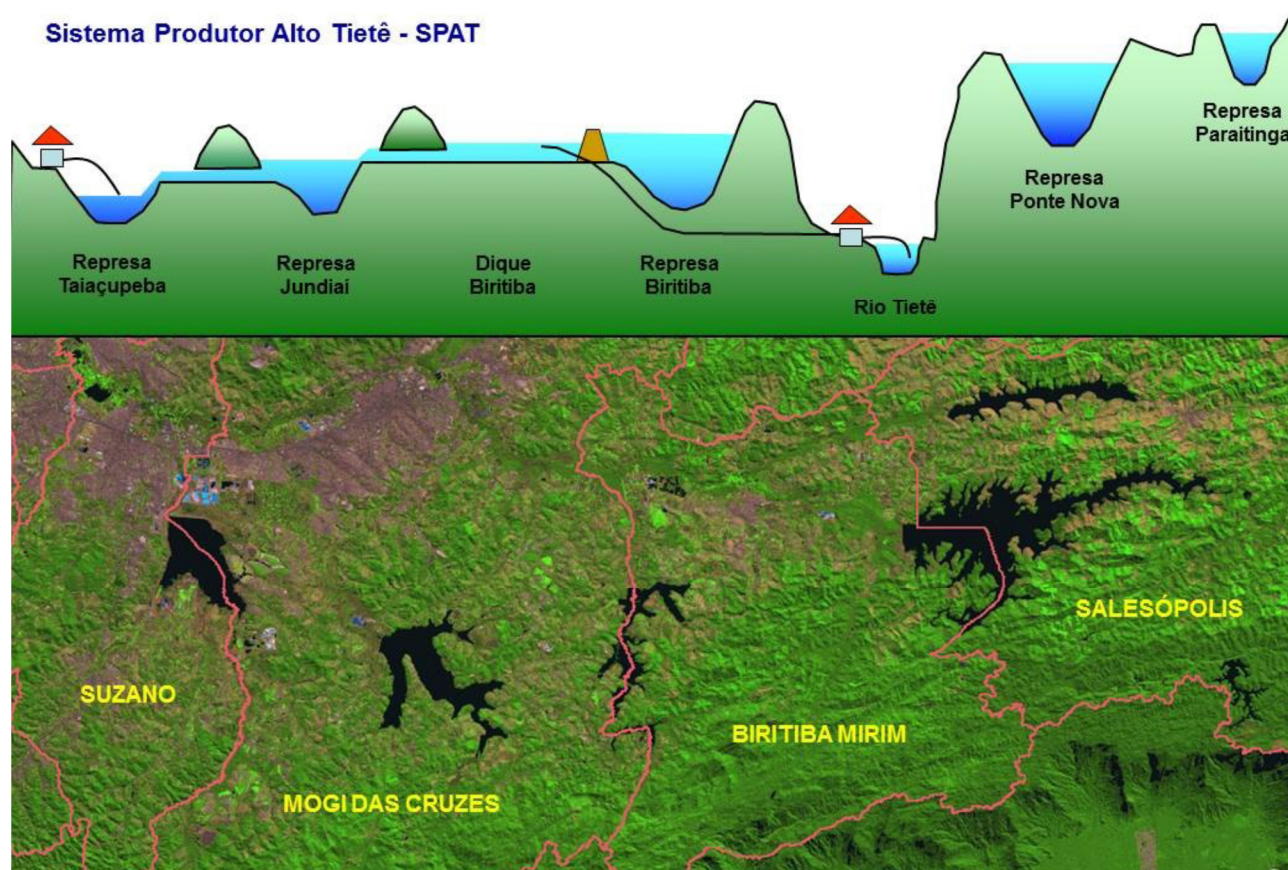 Sistema Produtor Alto Tietê - SPAT
Represa
Paraitinga
Represa
Ponte Nova
Represa
Taiaçupeba
Represa
Jundiaí
Dique
Biritiba
Represa
Biritiba
Rio Tietê
SALESÓPOLIS
SUZANO
BIRITIBA MIRIM
MOGI DAS CRUZES